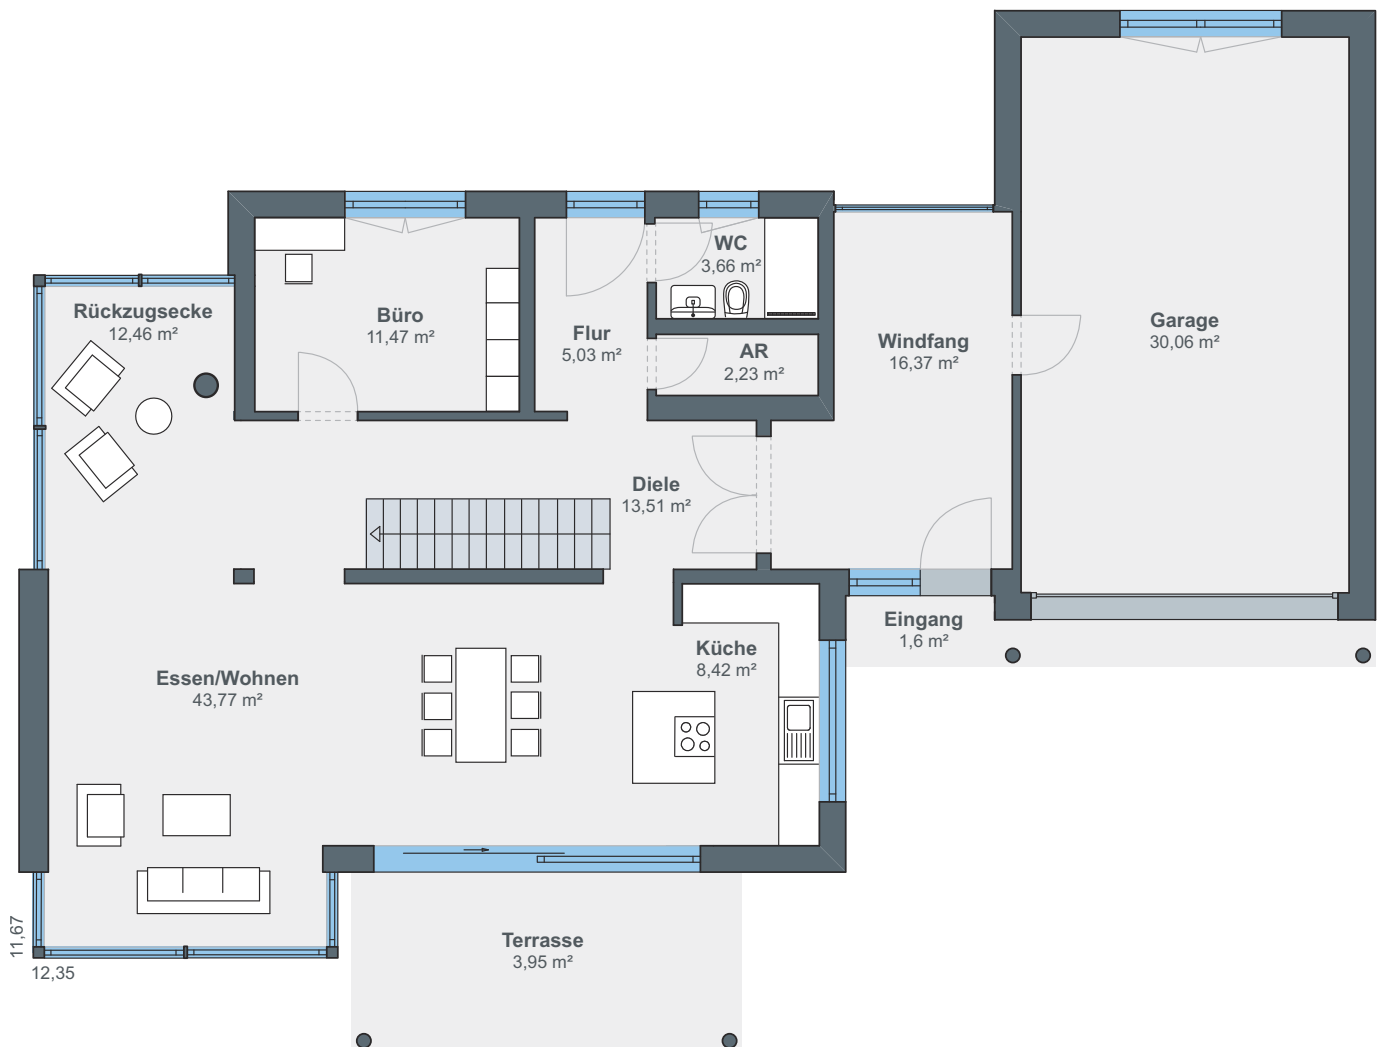 WC
3,66 m²
Rückzugsecke
12,46 m²
Büro
11,47 m²
Flur
5,03 m²
AR
2,23 m²
Windfang
16,37 m²
Garage
30,06 m²
Diele
13,51 m²
Eingang
1,6 m²
Küche
8,42 m²
Essen/Wohnen
43,77 m²
Terrasse
3,95 m²
11,67
12,35